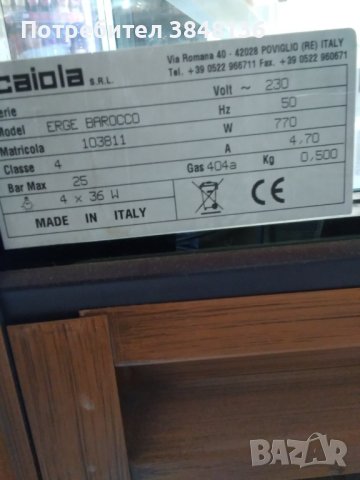 Потребител 3848186
caiola S.R.L.
Via Romana 40 - 42028 POVIGLIO (RE) ITALY
Tel. +39 0522 966711 Fax. +39 0522 960671
erie
Volt ~ 230
Model ERGE BAROCCO
Hz 50
Matricola 103811
W 770
Classe 4
A 4,70
Bar Max 25
Gas 404a Kg 0,500
4 x 36 W
MADE IN ITALY
CE
BAZAR
bg